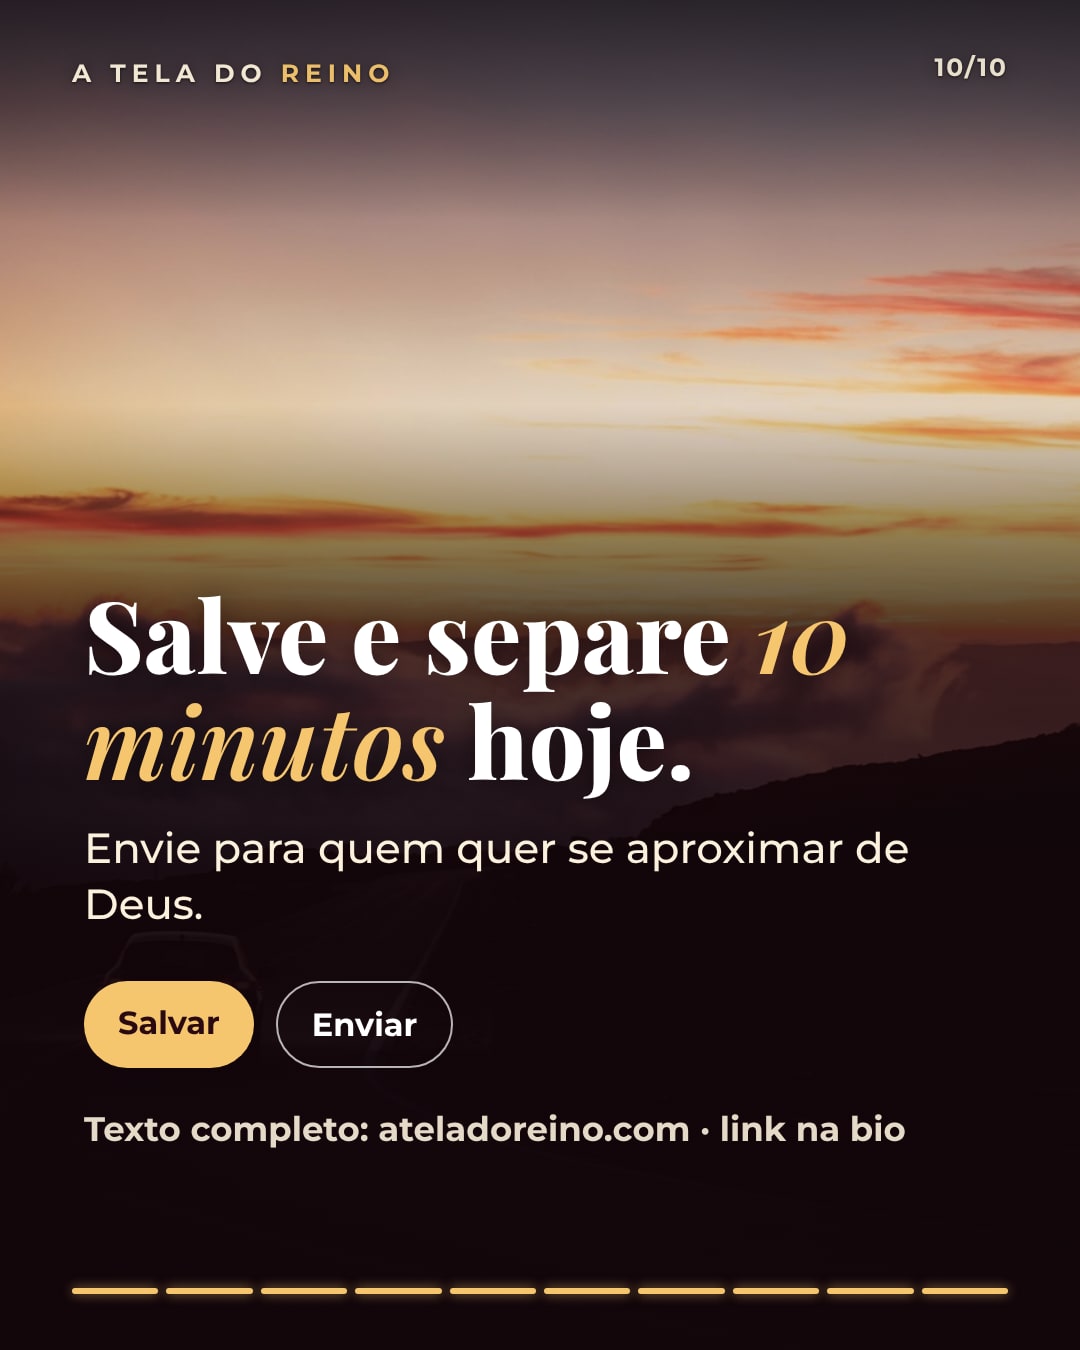 A TELA DO REINO
10/10
Salve e separe 10
minutos hoje.
Envie para quem quer se aproximar de
Deus.
Salvar
Enviar
Texto completo: ateladoreino.com · link na bio